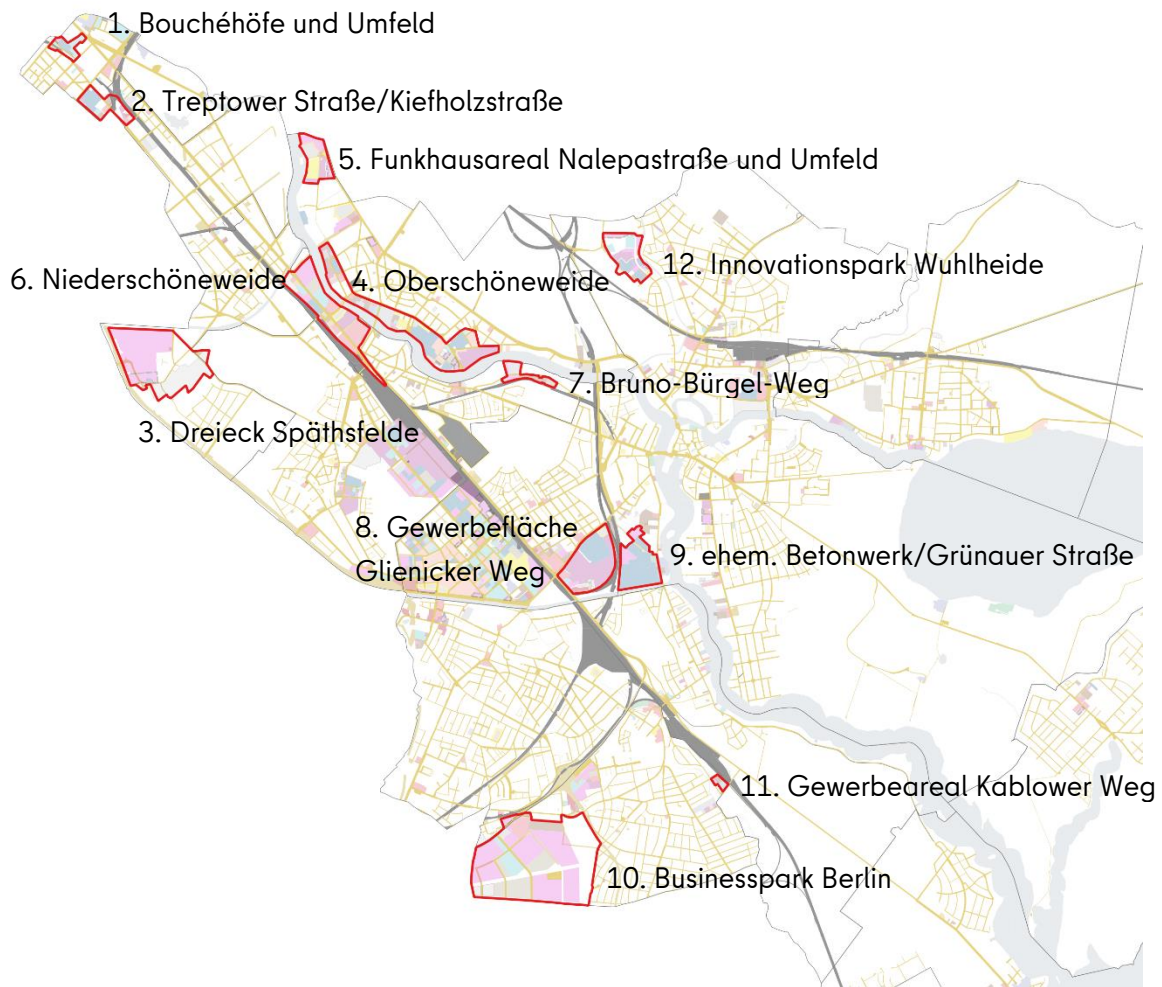 1. Bouchéhöfe und Umfeld
2. Treptower Straße/Kiefholzstraße
5. Funkhausareal Nalepastraße und Umfeld
12. Innovationspark Wuhlheide
6. Niederschöneweide
4. Oberschöneweide
7. Bruno-Bürgel-Weg
3. Dreieck Späthsfelde
8. Gewerbefläche
Glienicker Weg
9. ehem. Betonwerk/Grünauer Straße
11. Gewerbeareal Kablower Weg
10. Businesspark Berlin